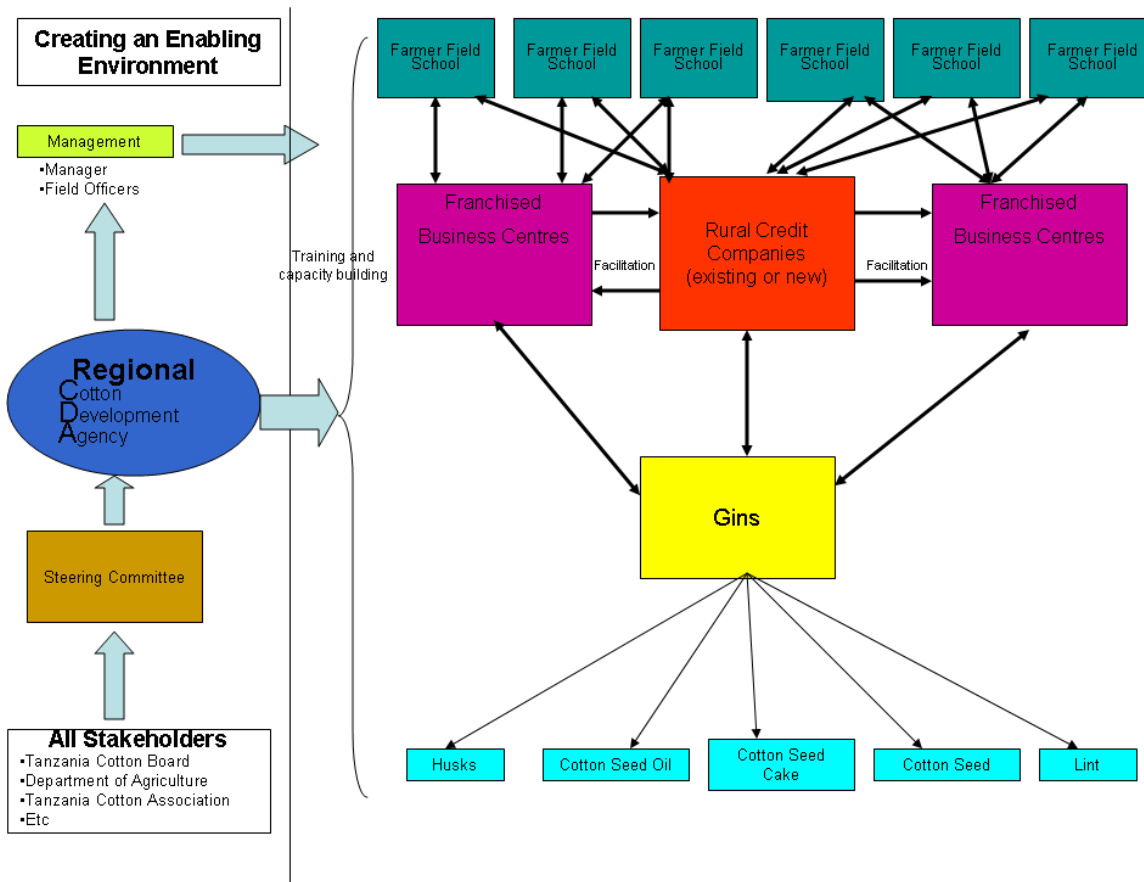 Creating an Enabling
Environment
Management
•Manager
•Field Officers
Regional
Cotton
Development
Agency
Steering Committee
All Stakeholders
•Tanzania Cotton Board
•Department of Agriculture
•Tanzania Cotton Association
•Etc
Training and
capacity building
Farmer Field
School
Farmer Field
School
Farmer Field
School
Farmer Field
School
Farmer Field
School
Farmer Field
School
Franchised
Business Centres
Facilitation
Rural Credit
Companies
(existing or new)
Facilitation
Franchised
Business Centres
Gins
Husks
Cotton Seed Oil
Cotton Seed
Cake
Cotton Seed
Lint